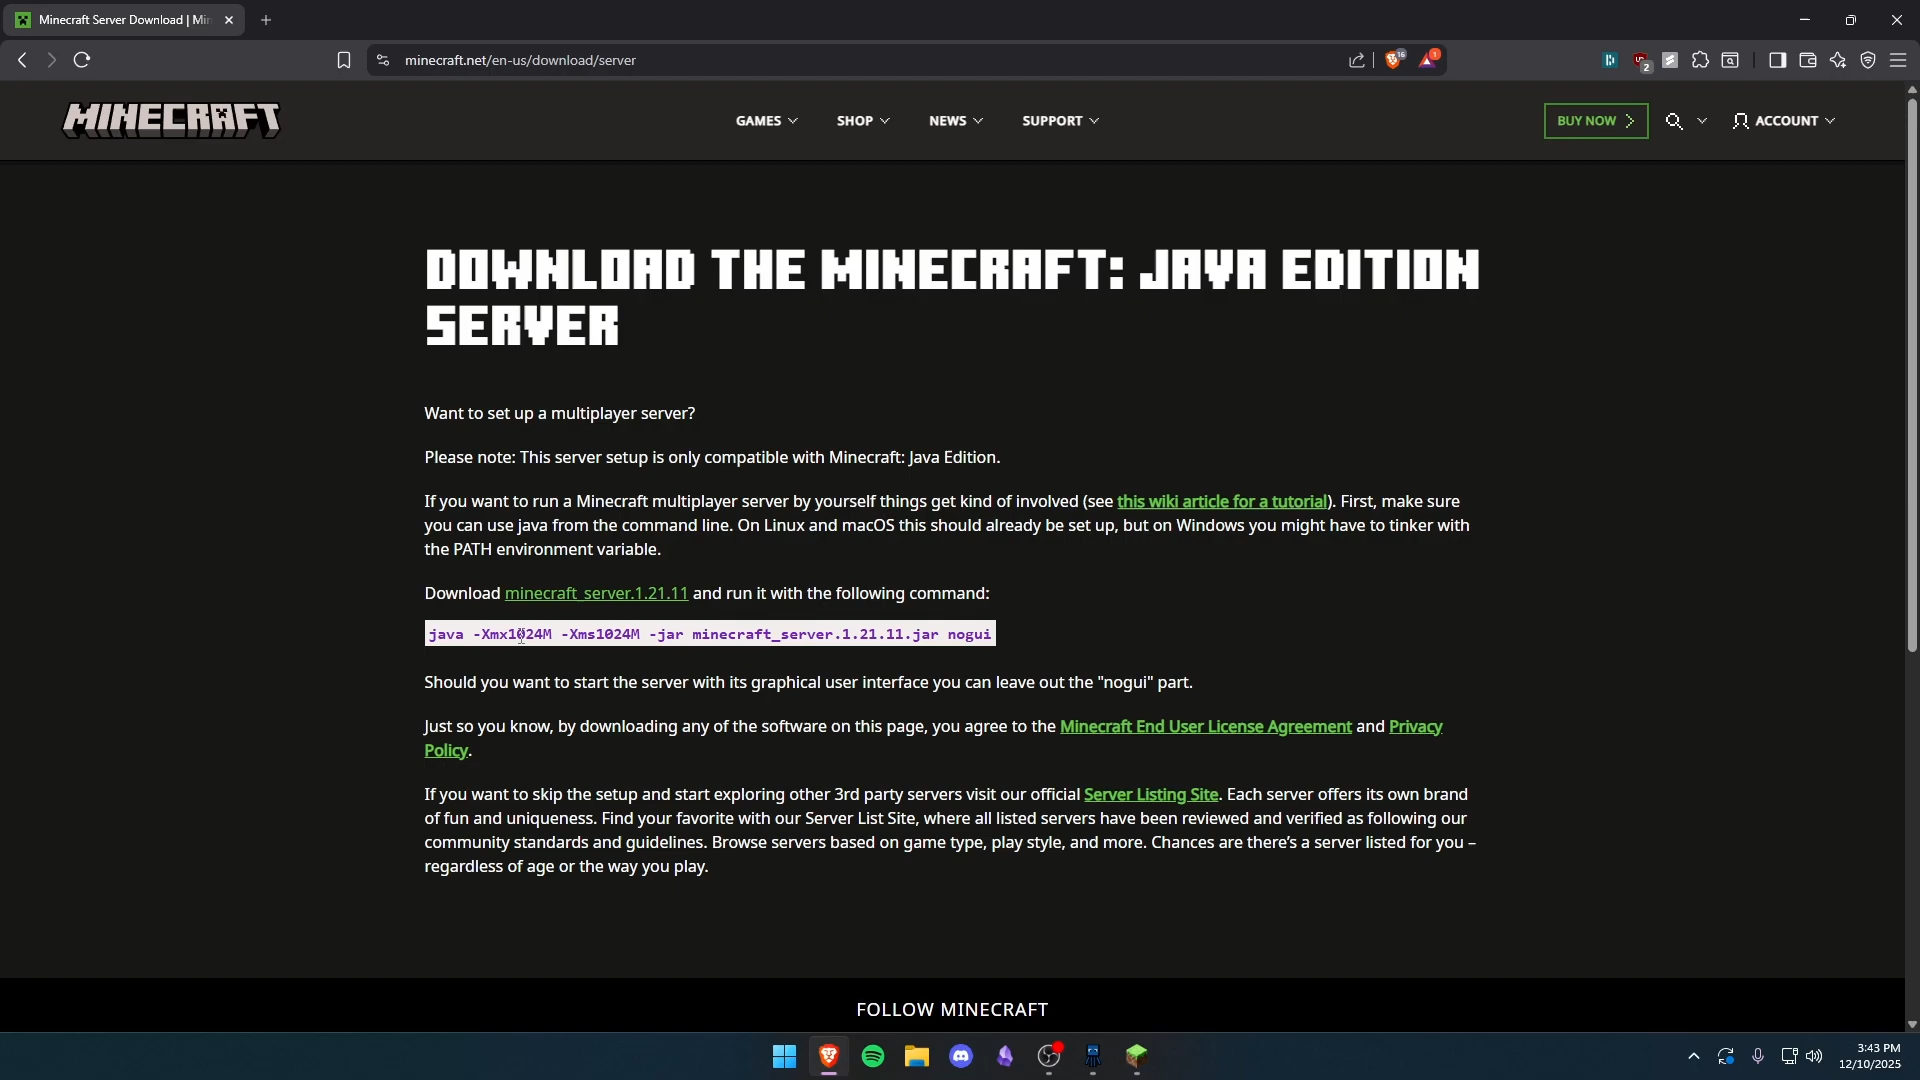 Minecraft Server Download | Min
minecraft.net/en-us/download/server
16
1
2
MINECRAFT
GAMES
SHOP
NEWS
SUPPORT
BUY NOW
ACCOUNT
DOWNLOAD THE MINECRAFT: JAVA EDITION
SERVER
Want to set up a multiplayer server?
Please note: This server setup is only compatible with Minecraft: Java Edition.
If you want to run a Minecraft multiplayer server by yourself things get kind of involved (see this wiki article for a tutorial). First, make sure
you can use java from the command line. On Linux and macOS this should already be set up, but on Windows you might have to tinker with
the PATH environment variable.
Download minecraft_server.1.21.11 and run it with the following command:
java -Xmx1024M -Xms1024M -jar minecraft_server.1.21.11.jar nogui
Should you want to start the server with its graphical user interface you can leave out the "nogui" part.
Just so you know, by downloading any of the software on this page, you agree to the Minecraft End User License Agreement and Privacy
Policy.
If you want to skip the setup and start exploring other 3rd party servers visit our official Server Listing Site. Each server offers its own brand
of fun and uniqueness. Find your favorite with our Server List Site, where all listed servers have been reviewed and verified as following our
community standards and guidelines. Browse servers based on game type, play style, and more. Chances are there’s a server listed for you –
regardless of age or the way you play.
FOLLOW MINECRAFT
3:43 PM
12/10/2025